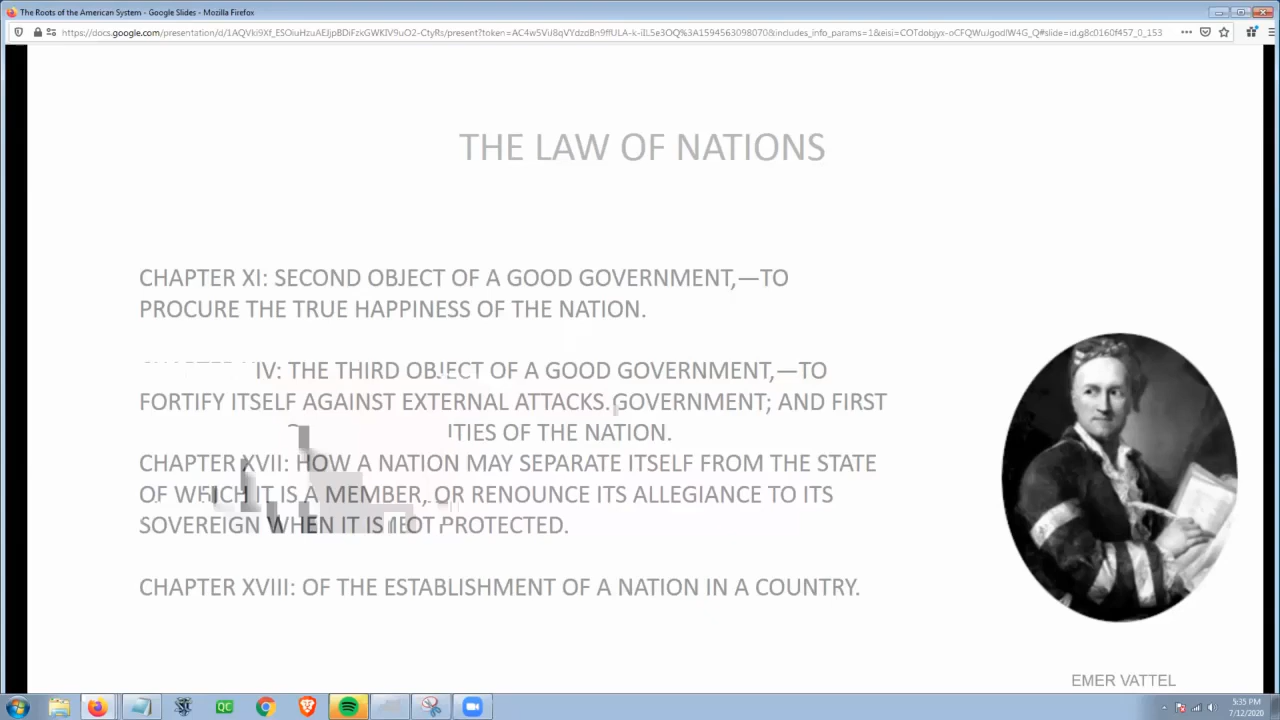 The Roots of the American System - Google Slides - Mozilla Firefox
THE LAW OF NATIONS
CHAPTER XI: SECOND OBJECT OF A GOOD GOVERNMENT,—TO
PROCURE THE TRUE HAPPINESS OF THE NATION.
IV: THE THIRD OBJECT OF A GOOD GOVERNMENT,—TO
FORTIFY ITSELF AGAINST EXTERNAL ATTACKS. GOVERNMENT; AND FIRST
TIES OF THE NATION.
CHAPTER XVII: HOW A NATION MAY SEPARATE ITSELF FROM THE STATE
OF WHICH IT IS A MEMBER, OR RENOUNCE ITS ALLEGIANCE TO ITS
SOVEREIGN WHEN IT IS NOT PROTECTED.
CHAPTER XVIII: OF THE ESTABLISHMENT OF A NATION IN A COUNTRY.
EMER VATTEL
QC
5:35 PM
7/12/2020